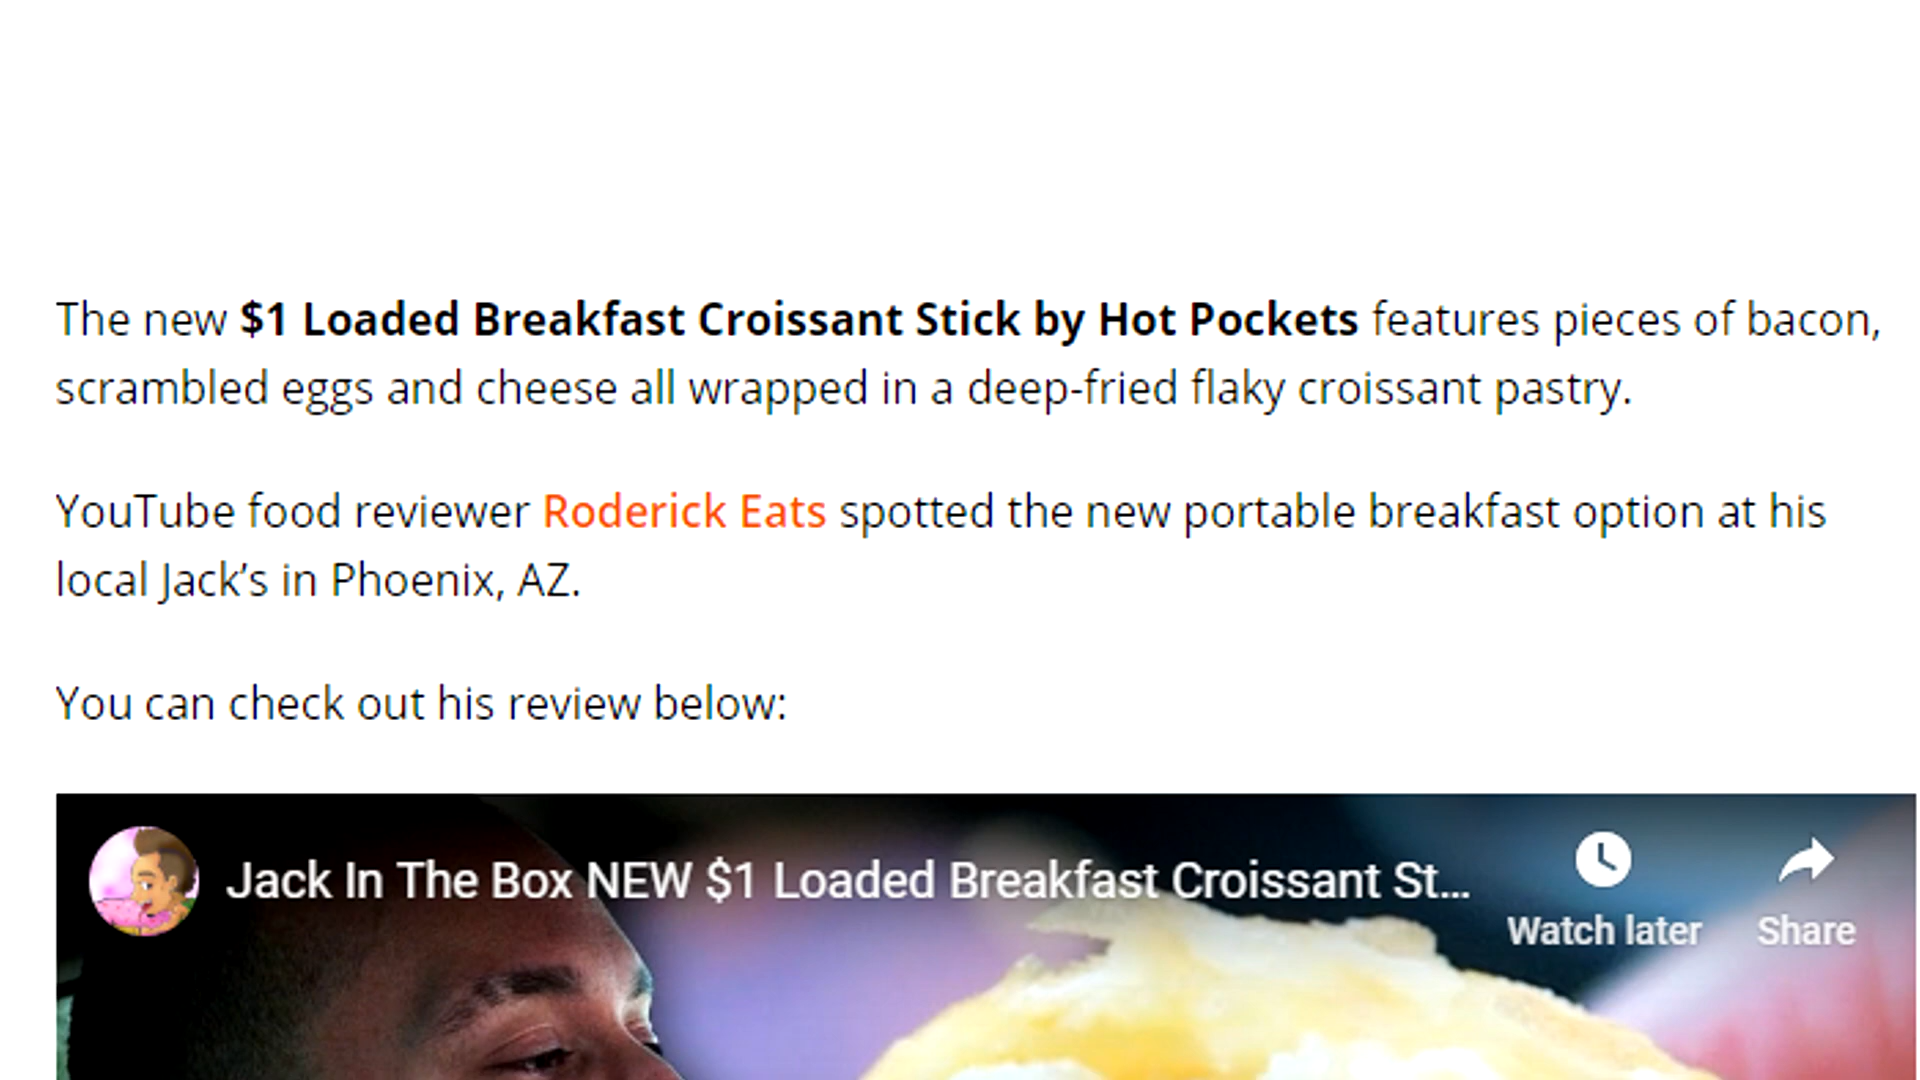 The new $1 Loaded Breakfast Croissant Stick by Hot Pockets features pieces of bacon,
scrambled eggs and cheese all wrapped in a deep-fried flaky croissant pastry.
YouTube food reviewer Roderick Eats spotted the new portable breakfast option at his
local Jack’s in Phoenix, AZ.
You can check out his review below:
Jack In The Box NEW $1 Loaded Breakfast Croissant St...
Watch later
Share